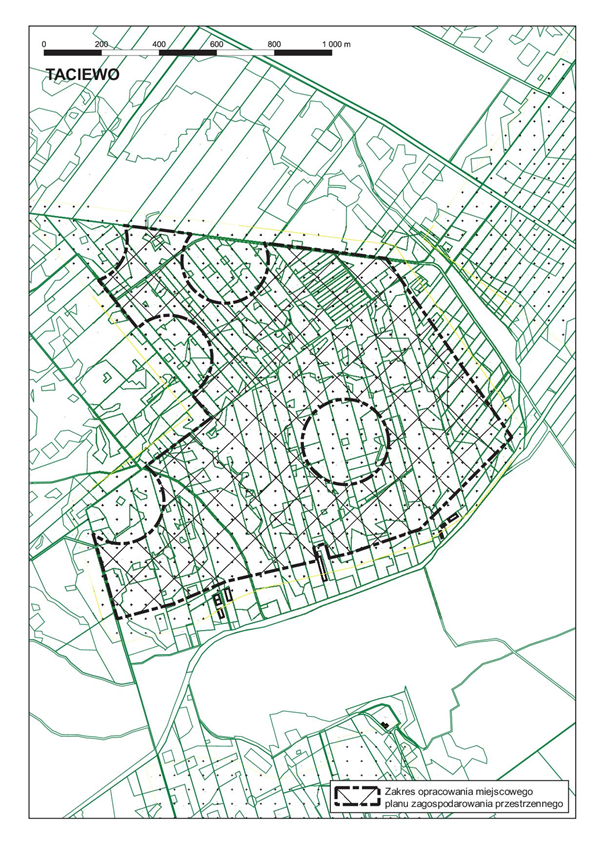 0 200 400 600 800 1 000 m
TACIEWO
Zakres opracowania miejscowego
planu zagospodarowania przestrzennego